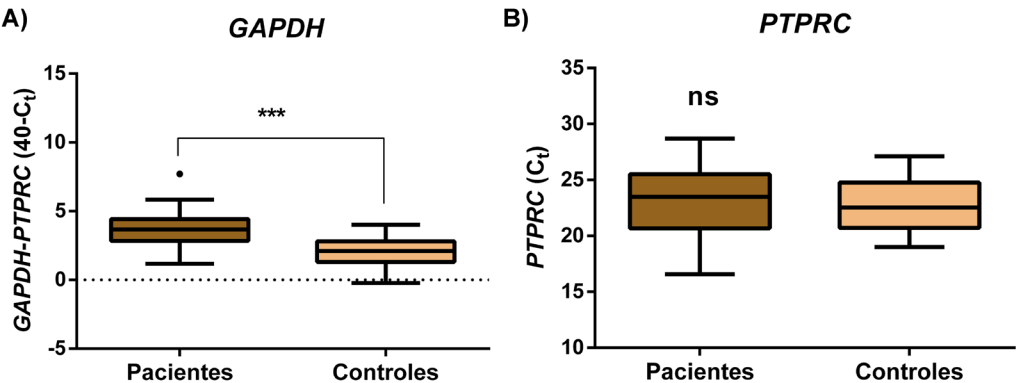 A)
GAPDH
GAPDH-PTPRC (40-Ct)
15
10
5
0
-5
***
Pacientes
Controles
B)
PTPRC
PTPRC (Ct)
35
30
25
20
15
10
ns
Pacientes
Controles